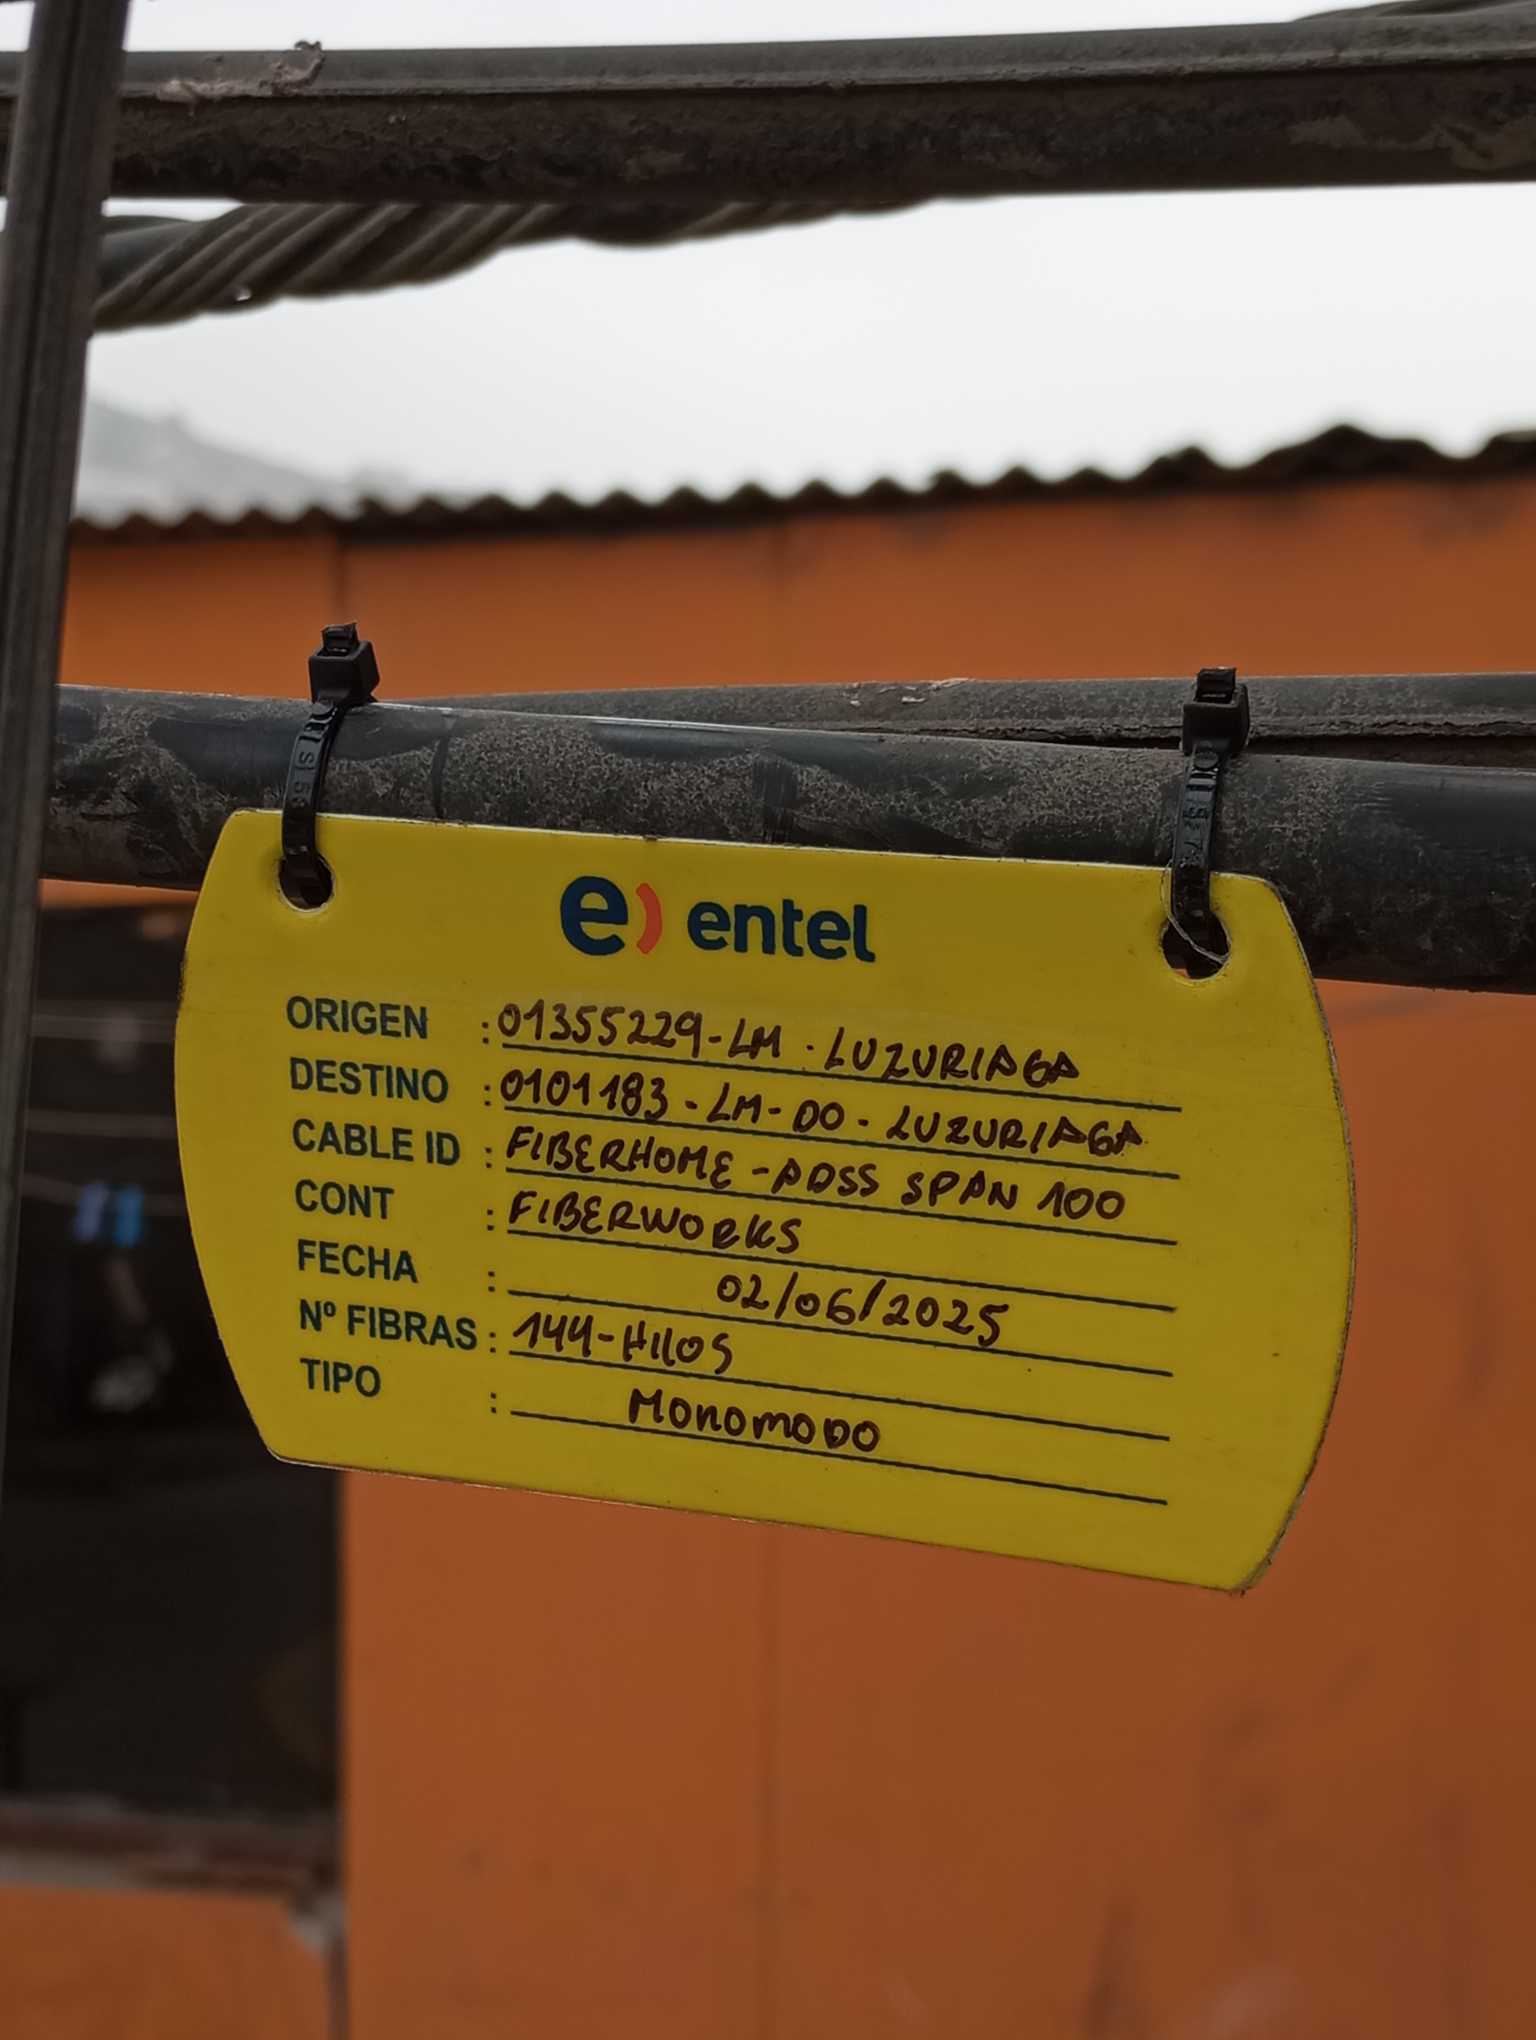 e) entel
ORIGEN : 01355229-LM. LUZURIAGA
DESTINO : 0101183-LM-DO-LUZURIAGA
CABLE ID : FIBERHOME-ADSS SPAN 100
CONT : FIBERWORKS
FECHA : 02/06/2025
Nº FIBRAS : 144-HILOS
TIPO : MONOMODO